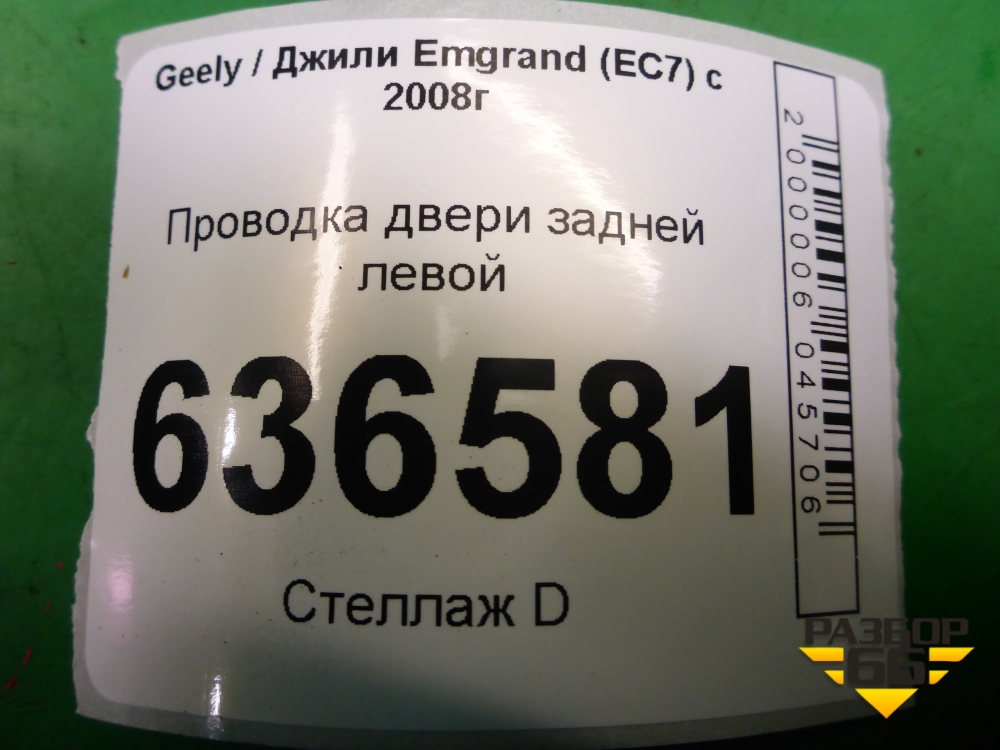 Geely / Джили Emgrand (EC7) с
2008г
Проводка двери задней
левой
636581
Стеллаж D
2000006045706
РАЗБОР
66